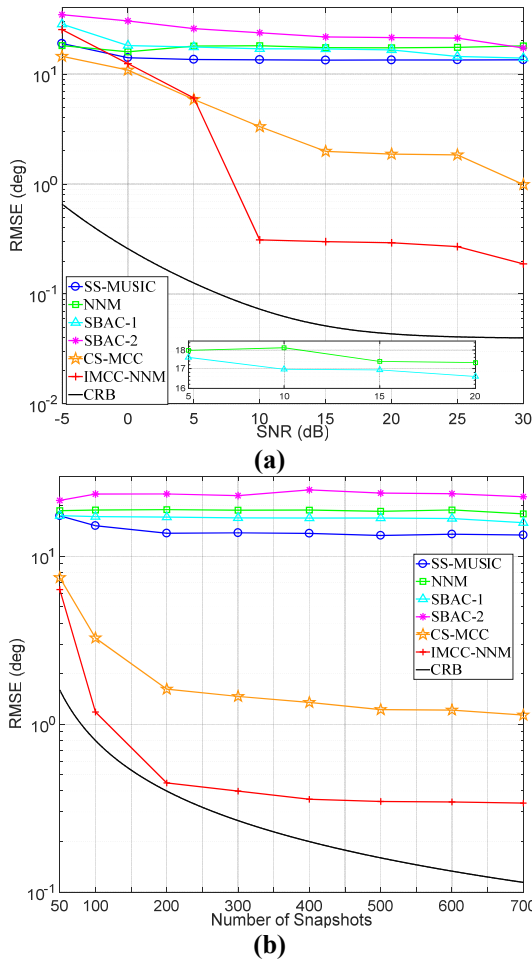 RMSE (deg)
10^1
10^0
10^-1
10^-2
SS-MUSIC
NNM
SBAC-1
SBAC-2
CS-MCC
IMCC-NNM
CRB
18
17
16
5 10 15 20
-5 0 5 10 15 20 25 30
SNR (dB)
(a)
RMSE (deg)
10^1
10^0
10^-1
SS-MUSIC
NNM
SBAC-1
SBAC-2
CS-MCC
IMCC-NNM
CRB
50 100 200 300 400 500 600 700
Number of Snapshots
(b)